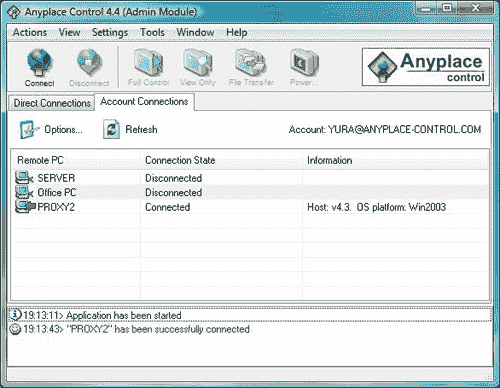 Anyplace Control 4.4 (Admin Module)
Actions View Settings Tools Window Help
Connect Disconnect Full Control View Only File Transfer Power...
Anyplace
control
Direct Connections Account Connections
Options... Refresh Account: YURA@ANYPLACE-CONTROL.COM
Remote PC Connection State Information
SERVER Disconnected
Office PC Disconnected
PROXY2 Connected Host: v4.3. OS platform: Win2003
19:13:11> Application has been started
19:13:43> "PROXY2" has been successfully connected